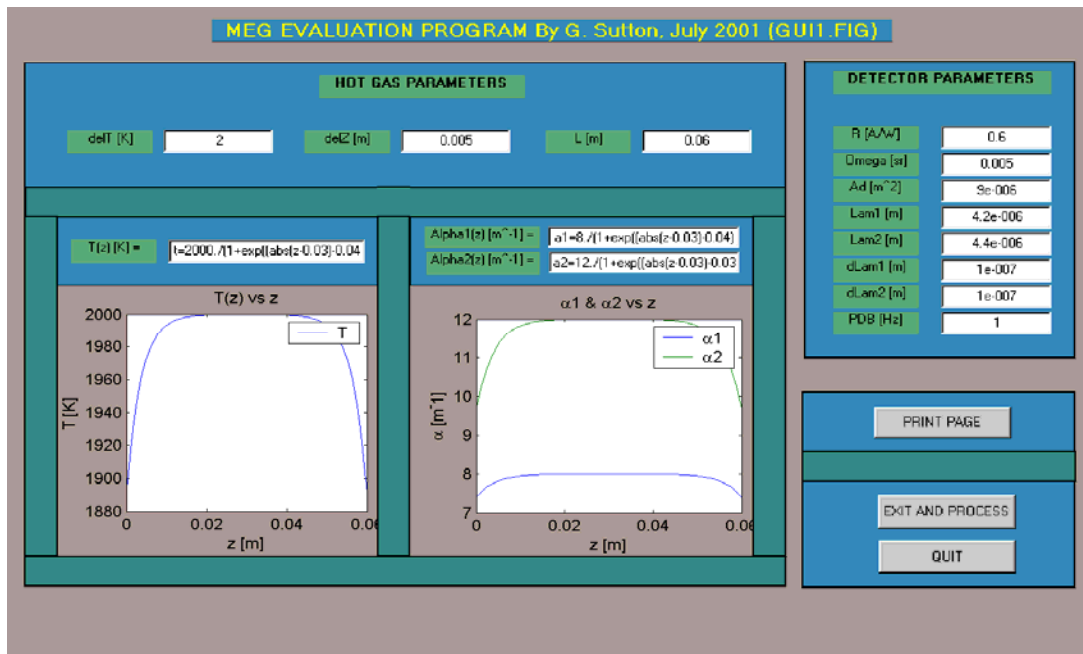 MEG EVALUATION PROGRAM By G. Sutton, July 2001 (GUI1.FIG)
HOT GAS PARAMETERS
delT [K] 2 delZ [m] 0.005 L [m] 0.06
T(z) [K] = t=2000./(1+exp((abs(z-0.03)-0.04
Alpha1(z) [m^-1] = a1=8./(1+exp((abs(z-0.03)-0.04)
Alpha2(z) [m^-1] = a2=12./(1+exp((abs(z-0.03)-0.03
T(z) vs z
2000
1980
1960
1940
1920
1900
1880
T [K]
T
0 0.02 0.04 0.06
z [m]
α1 & α2 vs z
12
11
10
9
8
7
α [m^-1]
α1
α2
0 0.02 0.04 0.06
z [m]
DETECTOR PARAMETERS
R [A/W] 0.6
Omega [sr] 0.005
Ad [m^2] 9e-006
Lam1 [m] 4.2e-006
Lam2 [m] 4.4e-006
dLam1 [m] 1e-007
dLam2 [m] 1e-007
PDB [Hz] 1
PRINT PAGE
EXIT AND PROCESS
QUIT